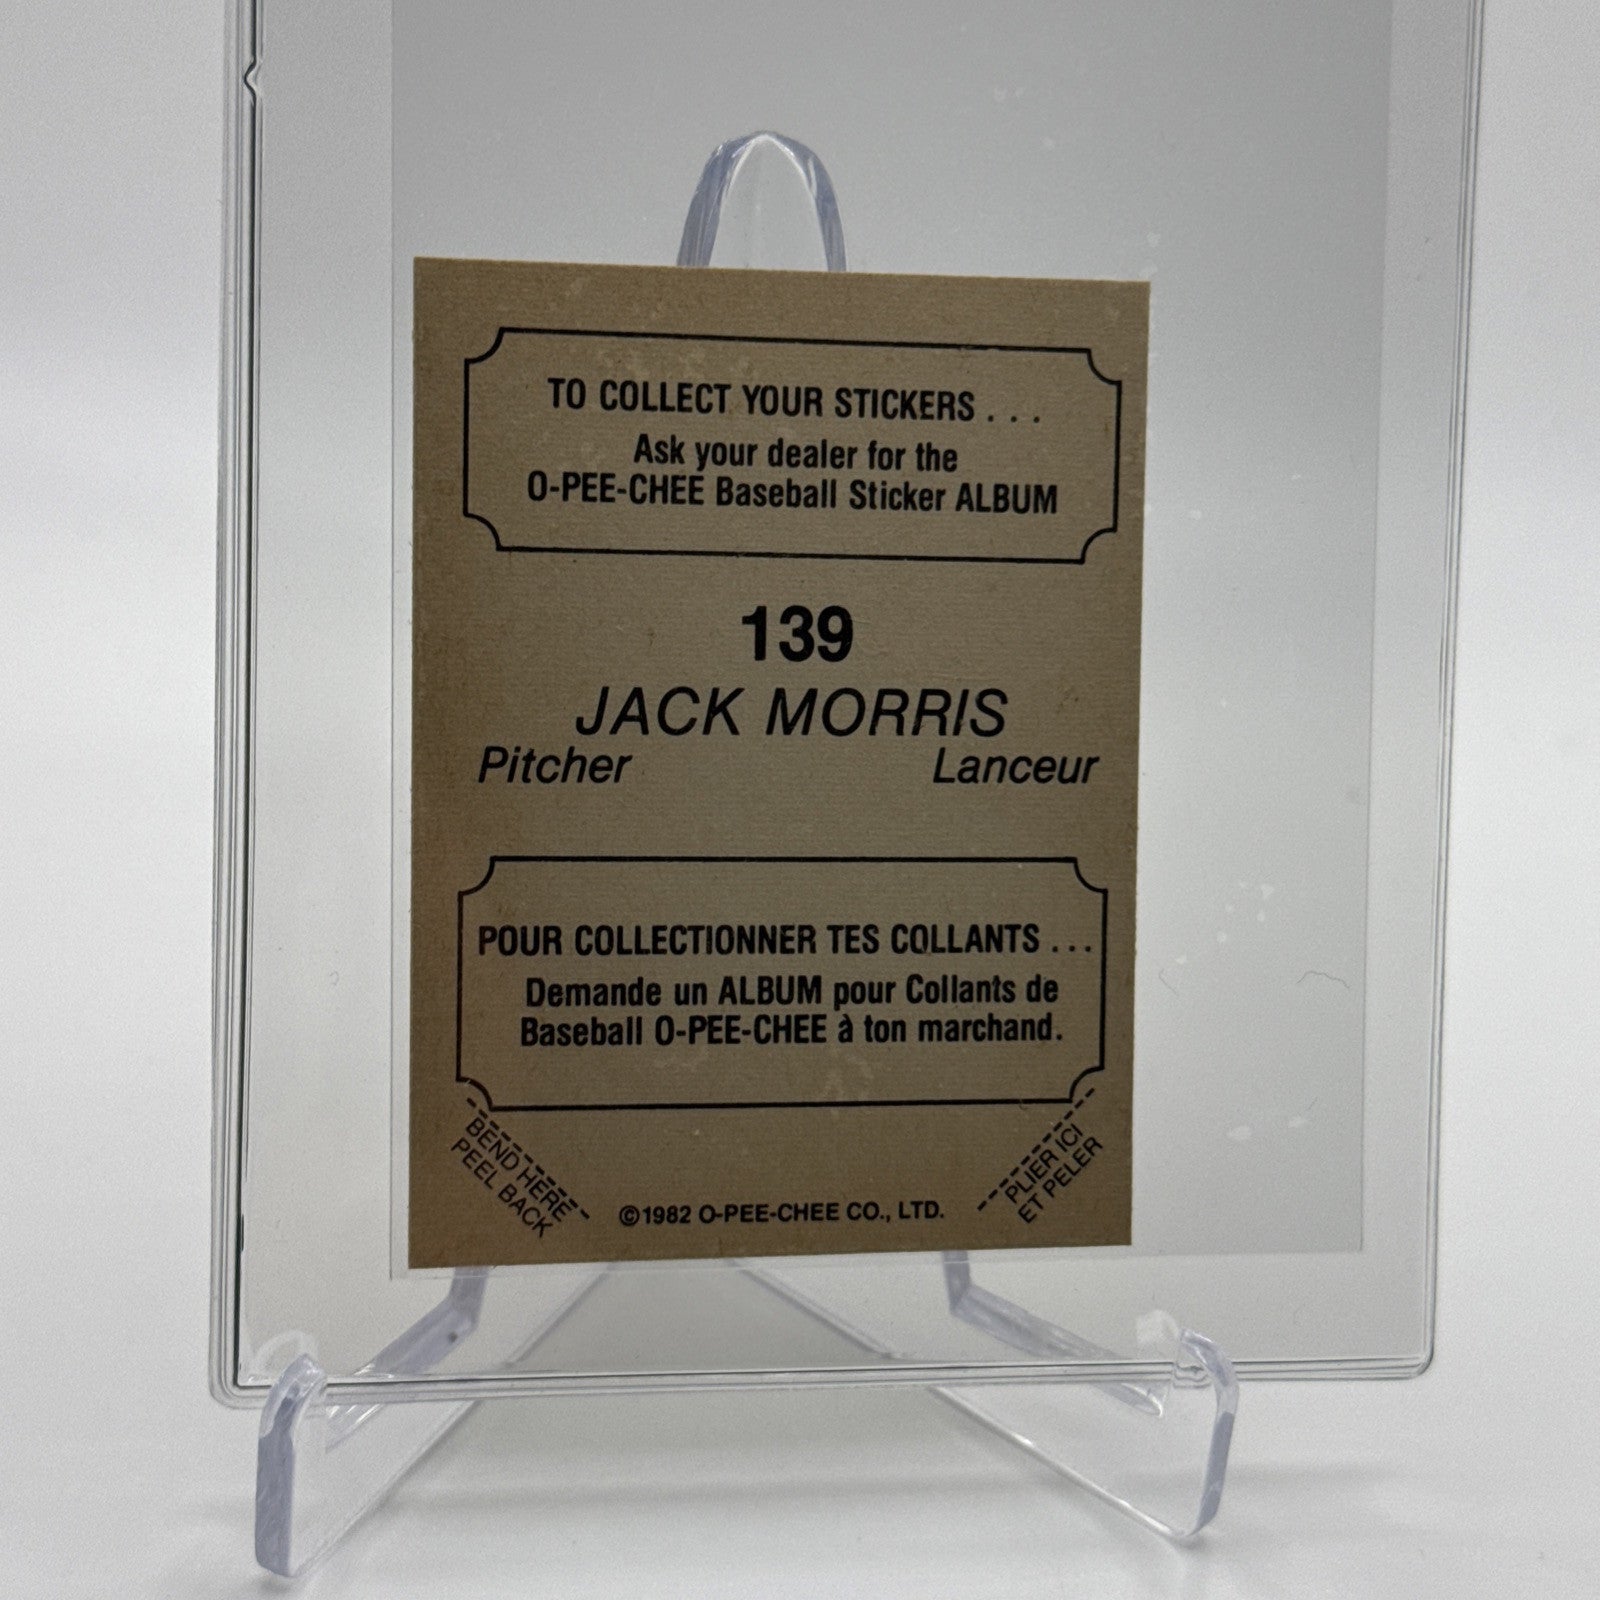 TO COLLECT YOUR STICKERS . . .
Ask your dealer for the
O-PEE-CHEE Baseball Sticker ALBUM
139
JACK MORRIS
Pitcher Lanceur
POUR COLLECTIONNER TES COLLANTS . . .
Demande un ALBUM pour Collants de
Baseball O-PEE-CHEE à ton marchand.
BEND HERE
PEEL BACK
©1982 O-PEE-CHEE CO., LTD.
PLIER ICI
ET PELER